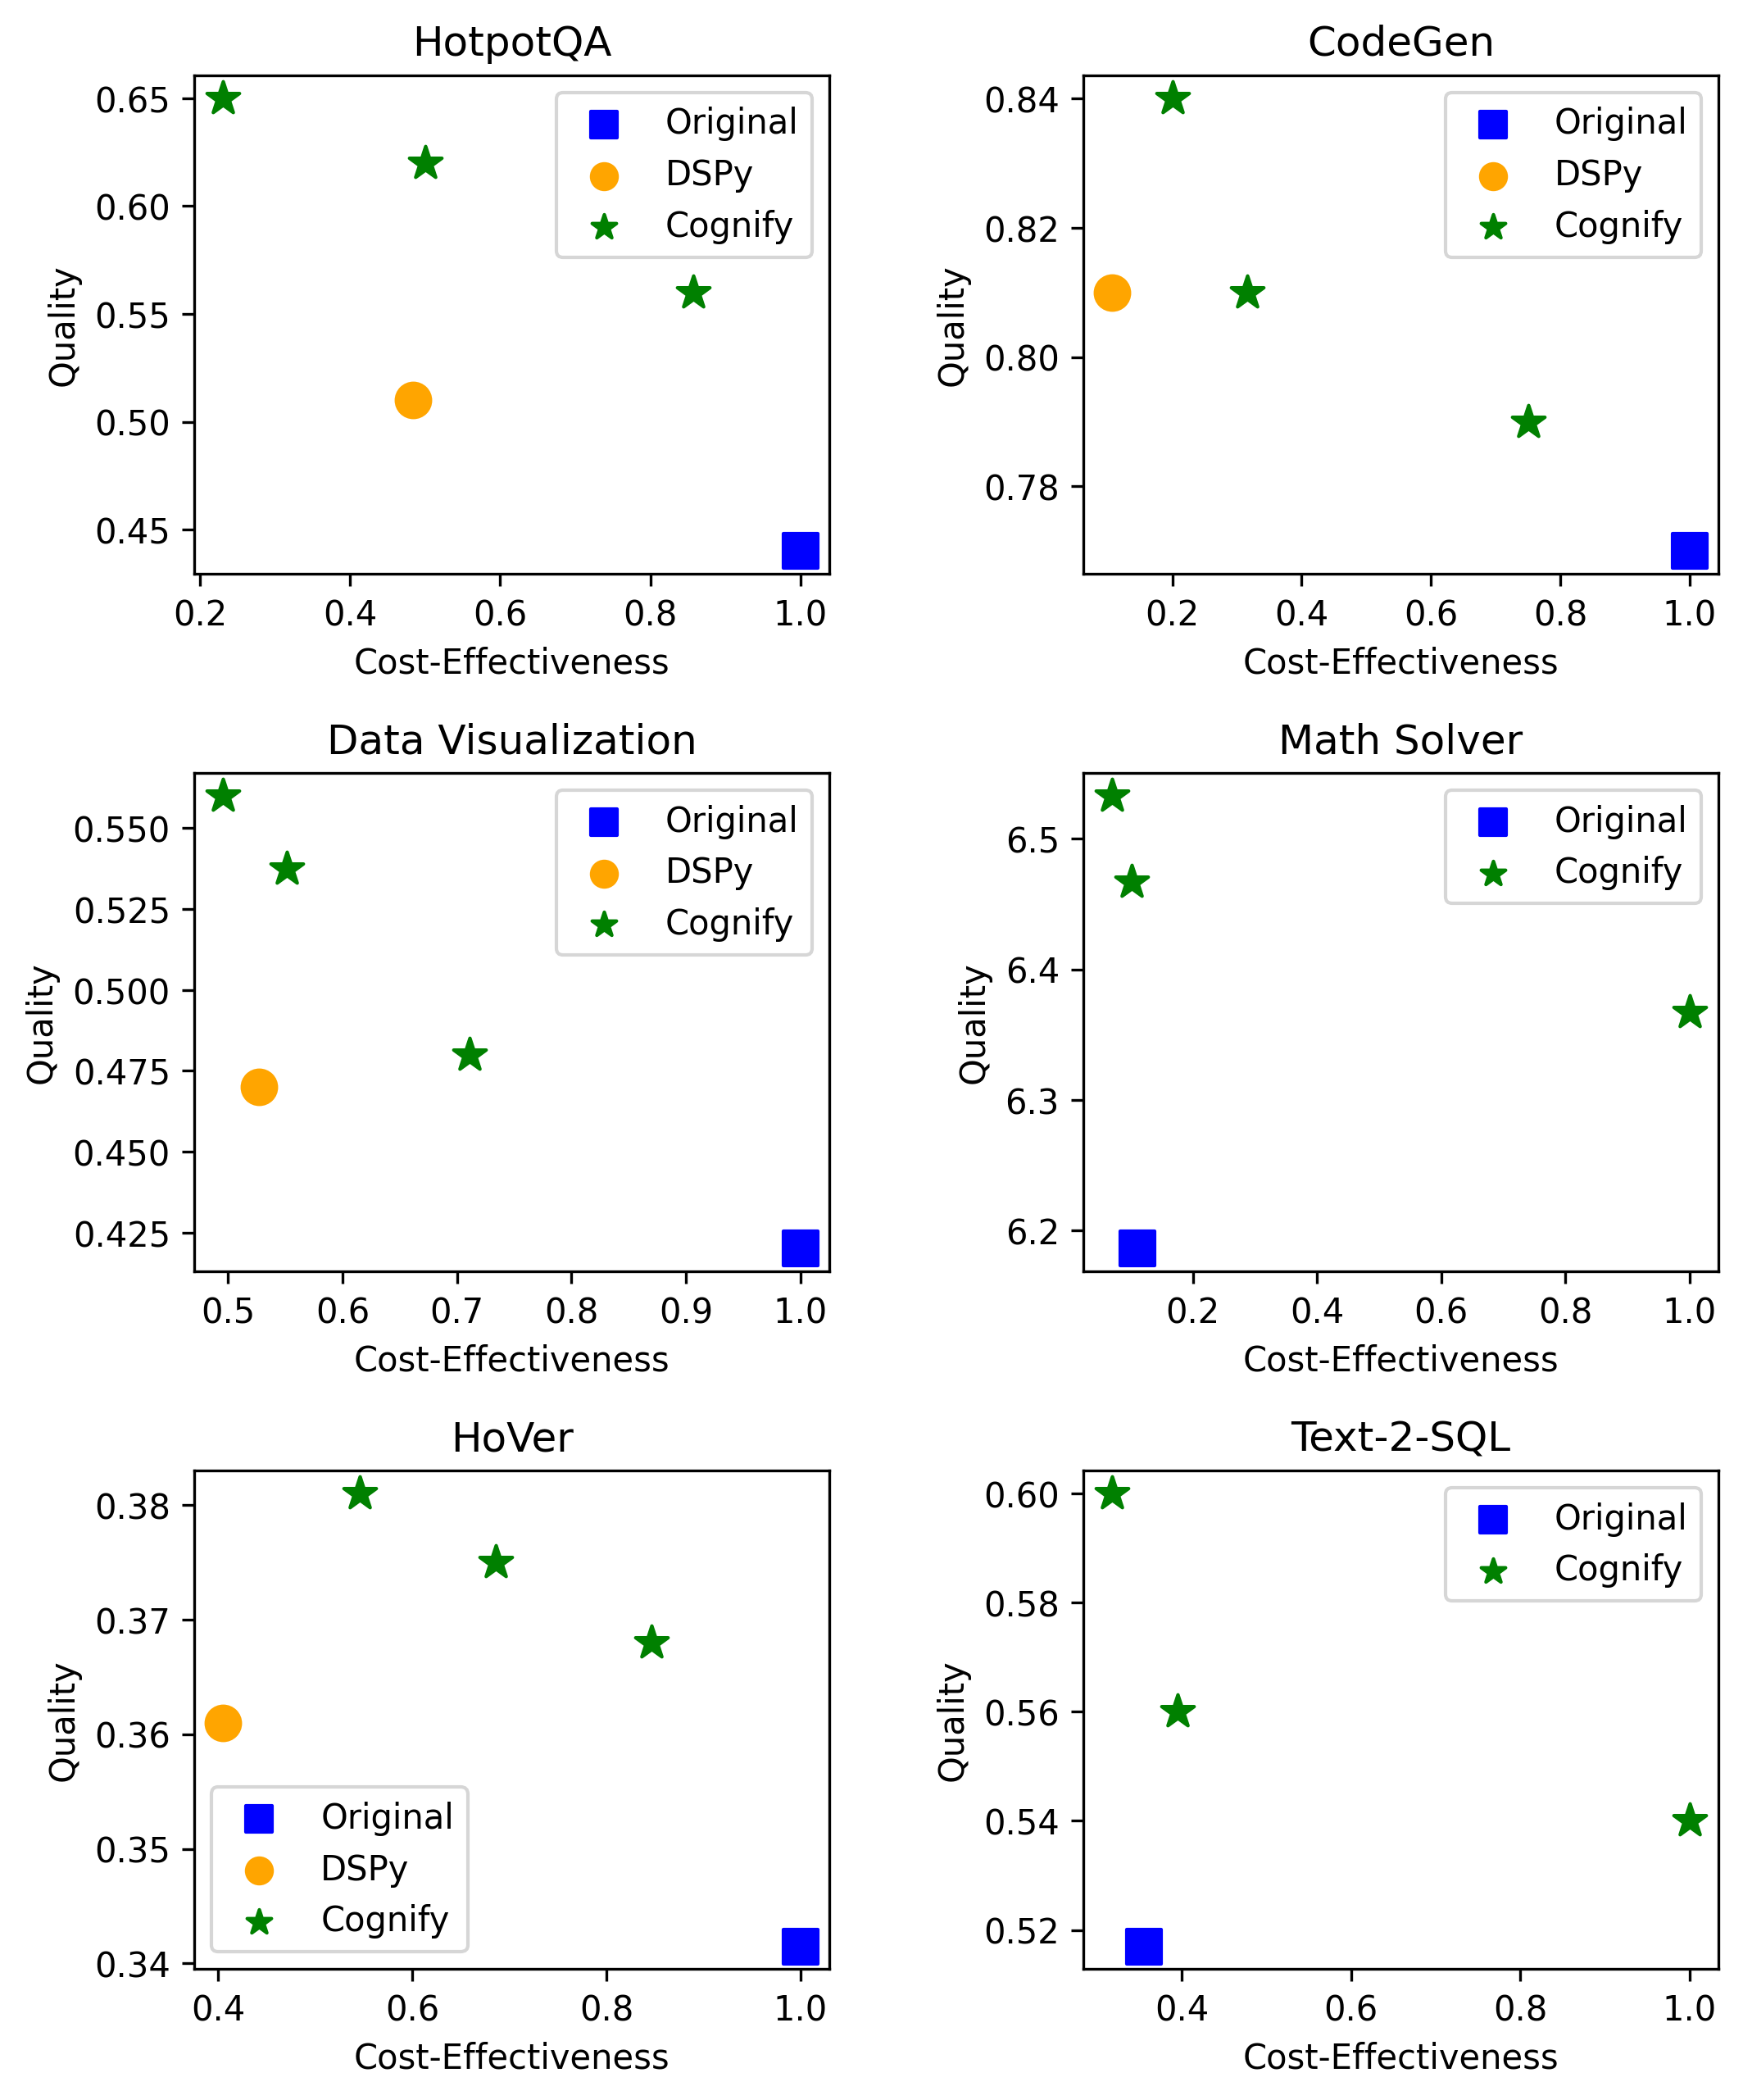 HotpotQA
Quality
0.65
0.60
0.55
0.50
0.45
Original
DSPy
Cognify
0.2 0.4 0.6 0.8 1.0
Cost-Effectiveness
CodeGen
Quality
0.84
0.82
0.80
0.78
Original
DSPy
Cognify
0.2 0.4 0.6 0.8 1.0
Cost-Effectiveness
Data Visualization
Quality
0.550
0.525
0.500
0.475
0.450
0.425
Original
DSPy
Cognify
0.5 0.6 0.7 0.8 0.9 1.0
Cost-Effectiveness
Math Solver
Quality
6.5
6.4
6.3
6.2
Original
Cognify
0.2 0.4 0.6 0.8 1.0
Cost-Effectiveness
HoVer
Quality
0.38
0.37
0.36
0.35
0.34
Original
DSPy
Cognify
0.4 0.6 0.8 1.0
Cost-Effectiveness
Text-2-SQL
Quality
0.60
0.58
0.56
0.54
0.52
Original
Cognify
0.4 0.6 0.8 1.0
Cost-Effectiveness